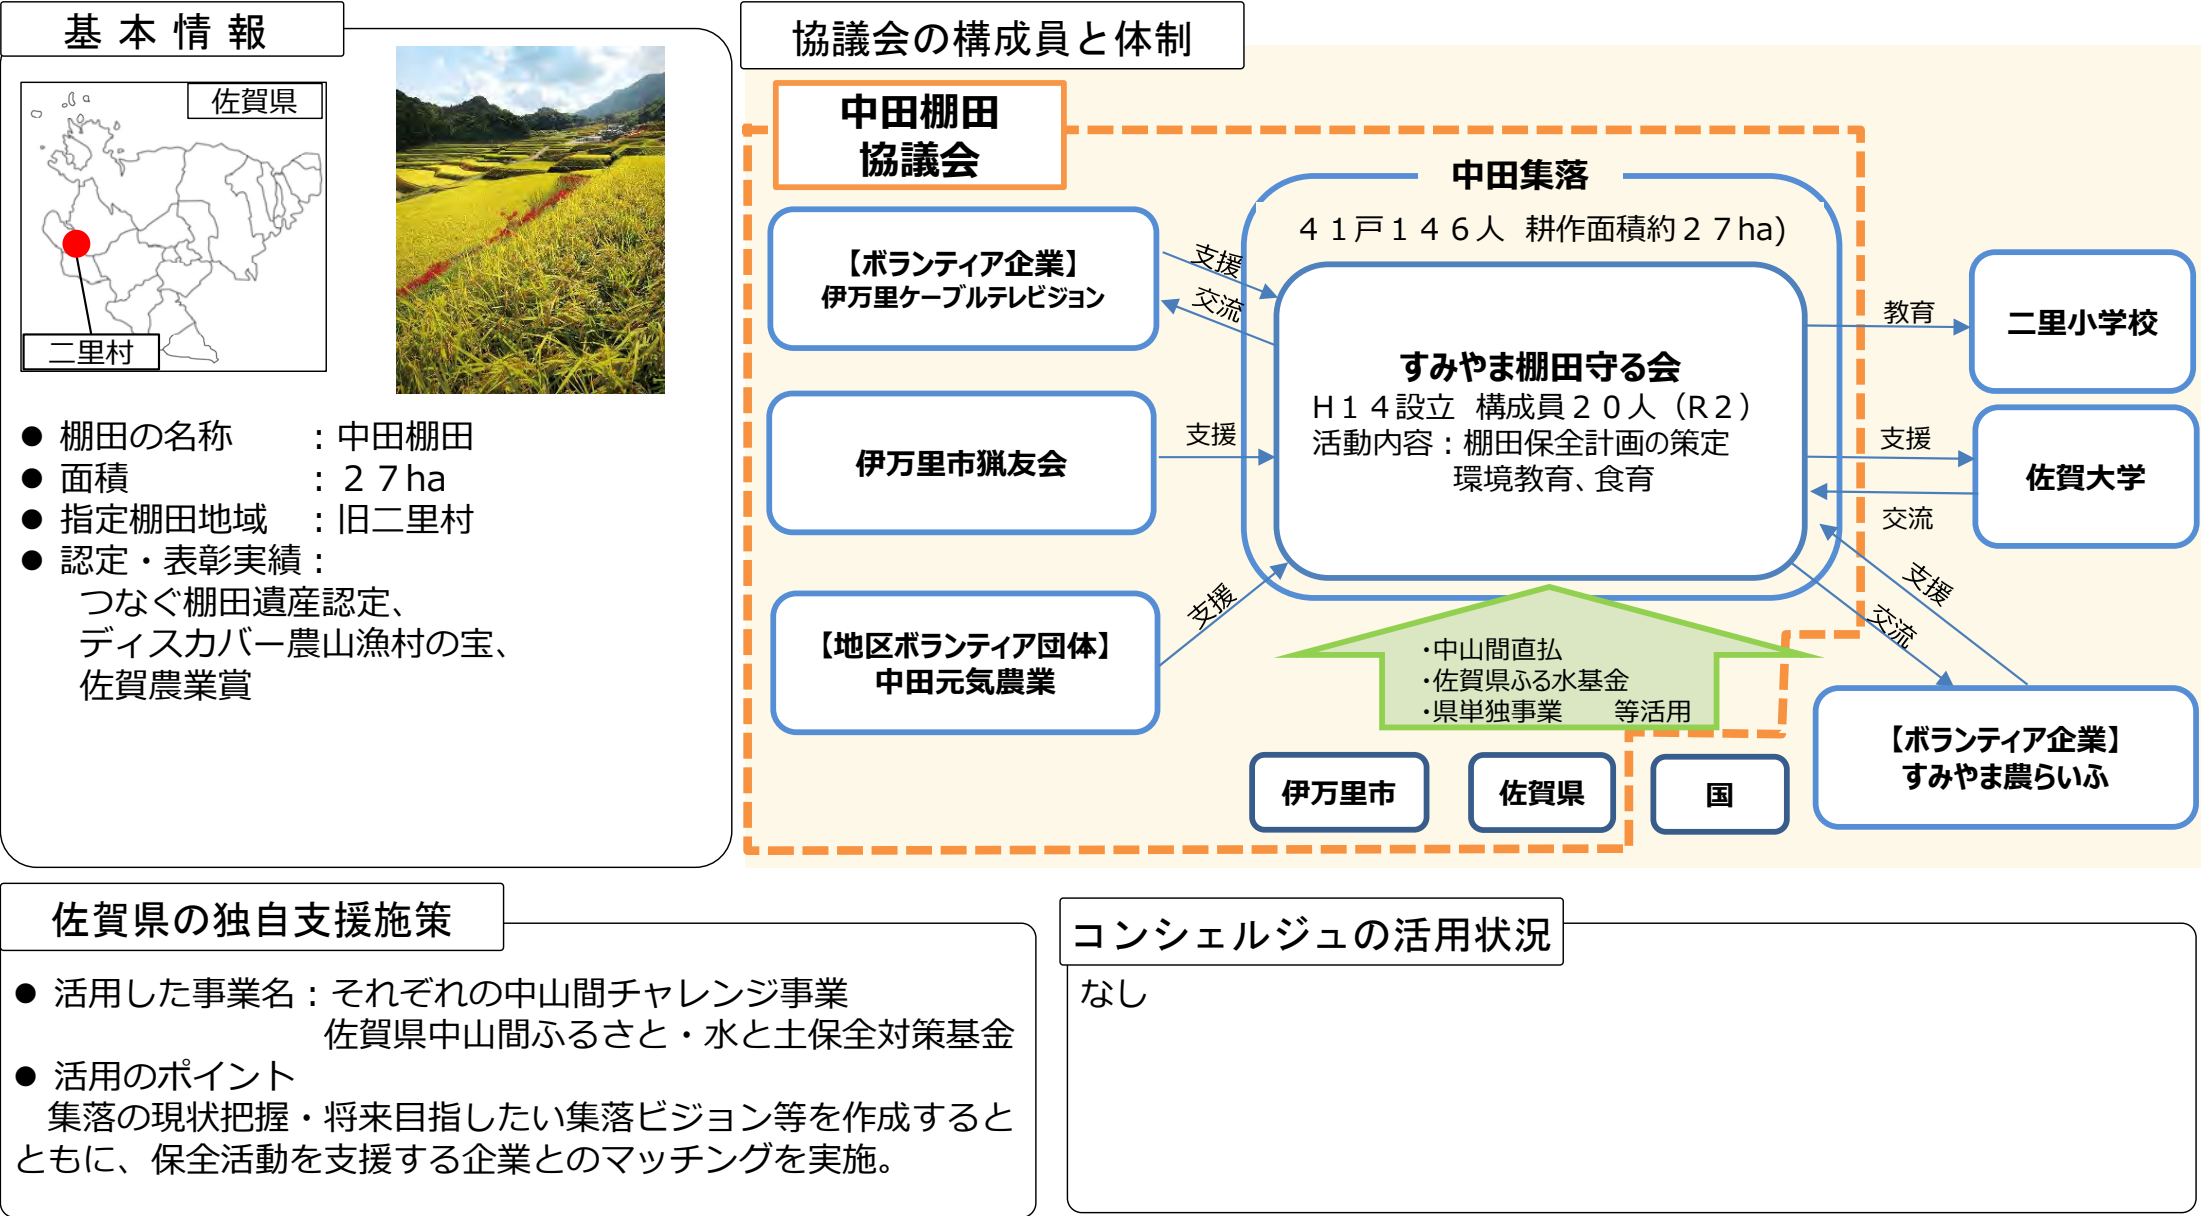 基本情報
佐賀県
二里村
● 棚田の名称　　：中田棚田
● 面積　　　　　：２７ha
● 指定棚田地域　：旧二里村
● 認定・表彰実績：
つなぐ棚田遺産認定、
ディスカバー農山漁村の宝、
佐賀農業賞
協議会の構成員と体制
中田棚田
協議会
中田集落
４１戸１４６人　耕作面積約２７ha)
【ボランティア企業】
伊万里ケーブルテレビジョン
支援
交流
伊万里市猟友会
支援
【地区ボランティア団体】
中田元気農業
支援
すみやま棚田守る会
H１４設立　構成員２０人（R２）
活動内容：棚田保全計画の策定
環境教育、食育
教育
二里小学校
支援
交流
佐賀大学
支援
交流
【ボランティア企業】
すみやま農らいふ
・中山間直払
・佐賀県ふる水基金
・県単独事業　　等活用
伊万里市
佐賀県
国
佐賀県の独自支援施策
● 活用した事業名：それぞれの中山間チャレンジ事業
佐賀県中山間ふるさと・水と土保全対策基金
● 活用のポイント
集落の現状把握・将来目指したい集落ビジョン等を作成すると
ともに、保全活動を支援する企業とのマッチングを実施。
コンシェルジュの活用状況
なし